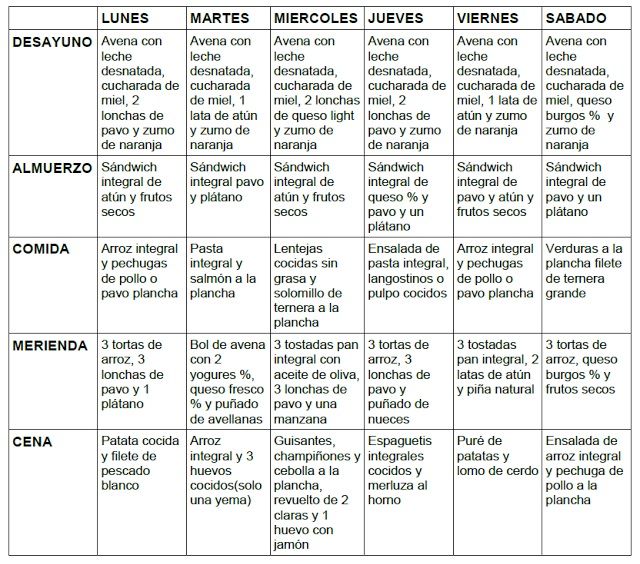 LUNES MARTES MIERCOLES JUEVES VIERNES SABADO
DESAYUNO
Avena con
leche
desnatada,
cucharada de
miel, 2
lonchas de
pavo y zumo
de naranja
Avena con
leche
desnatada,
cucharada
de miel, 1
lata de atún
y zumo de
naranja
Avena con
leche
desnatada,
cucharada de
miel, 2 lonchas
de queso light
y zumo de
naranja
Avena con
leche
desnatada,
cucharada de
miel, 2
lonchas de
pavo y zumo
de naranja
Avena con
leche
desnatada,
cucharada de
miel, 1 lata de
atún y zumo
de naranja
Avena con
leche
desnatada,
cucharada de
miel, queso
burgos % y
zumo de
naranja
ALMUERZO
Sándwich
integral de
atún y frutos
secos
Sándwich
integral pavo
y plátano
Sándwich
integral de
atún y frutos
secos
Sándwich
integral de
queso % y
pavo y un
plátano
Sándwich
integral de
pavo y atún y
frutos secos
Sándwich
integral de
pavo y un
plátano
COMIDA
Arroz integral
y pechugas
de pollo o
pavo plancha
Pasta
integral y
salmón a la
plancha
Lentejas
cocidas sin
grasa y
solomillo de
ternera a la
plancha
Ensalada de
pasta integral,
langostinos o
pulpo cocidos
Arroz integral
y pechugas
de pollo o
pavo plancha
Verduras a la
plancha filete
de ternera
grande
MERIENDA
3 tortas de
arroz, 3
lonchas de
pavo y 1
plátano
Bol de avena
con 2
yogures %,
queso fresco
% y puñado
de avellanas
3 tostadas pan
integral con
aceite de oliva,
3 lonchas de
pavo y una
manzana
3 tortas de
arroz, 3
lonchas de
pavo y
puñado de
nueces
3 tostadas
pan integral, 2
latas de atún
y piña natural
3 tortas de
arroz, queso
burgos % y
frutos secos
CENA
Patata cocida
y filete de
pescado
blanco
Arroz
integral y 3
huevos
cocidos(solo
una yema)
Guisantes,
champiñones y
cebolla a la
plancha,
revuelto de 2
claras y 1
huevo con
jamón
Espaguetis
integrales
cocidos y
merluza al
horno
Puré de
patatas y
lomo de cerdo
Ensalada de
arroz integral
y pechuga de
pollo a la
plancha